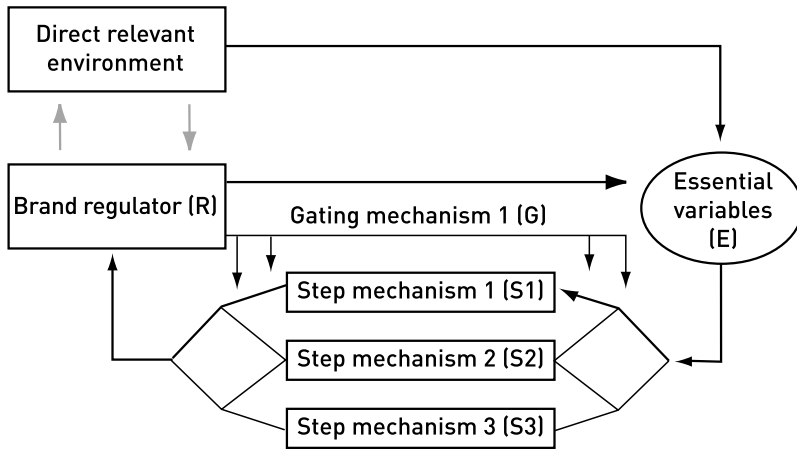 Direct relevant
environment
Brand regulator (R)
Essential
variables
(E)
Gating mechanism 1 (G)
Step mechanism 1 (S1)
Step mechanism 2 (S2)
Step mechanism 3 (S3)